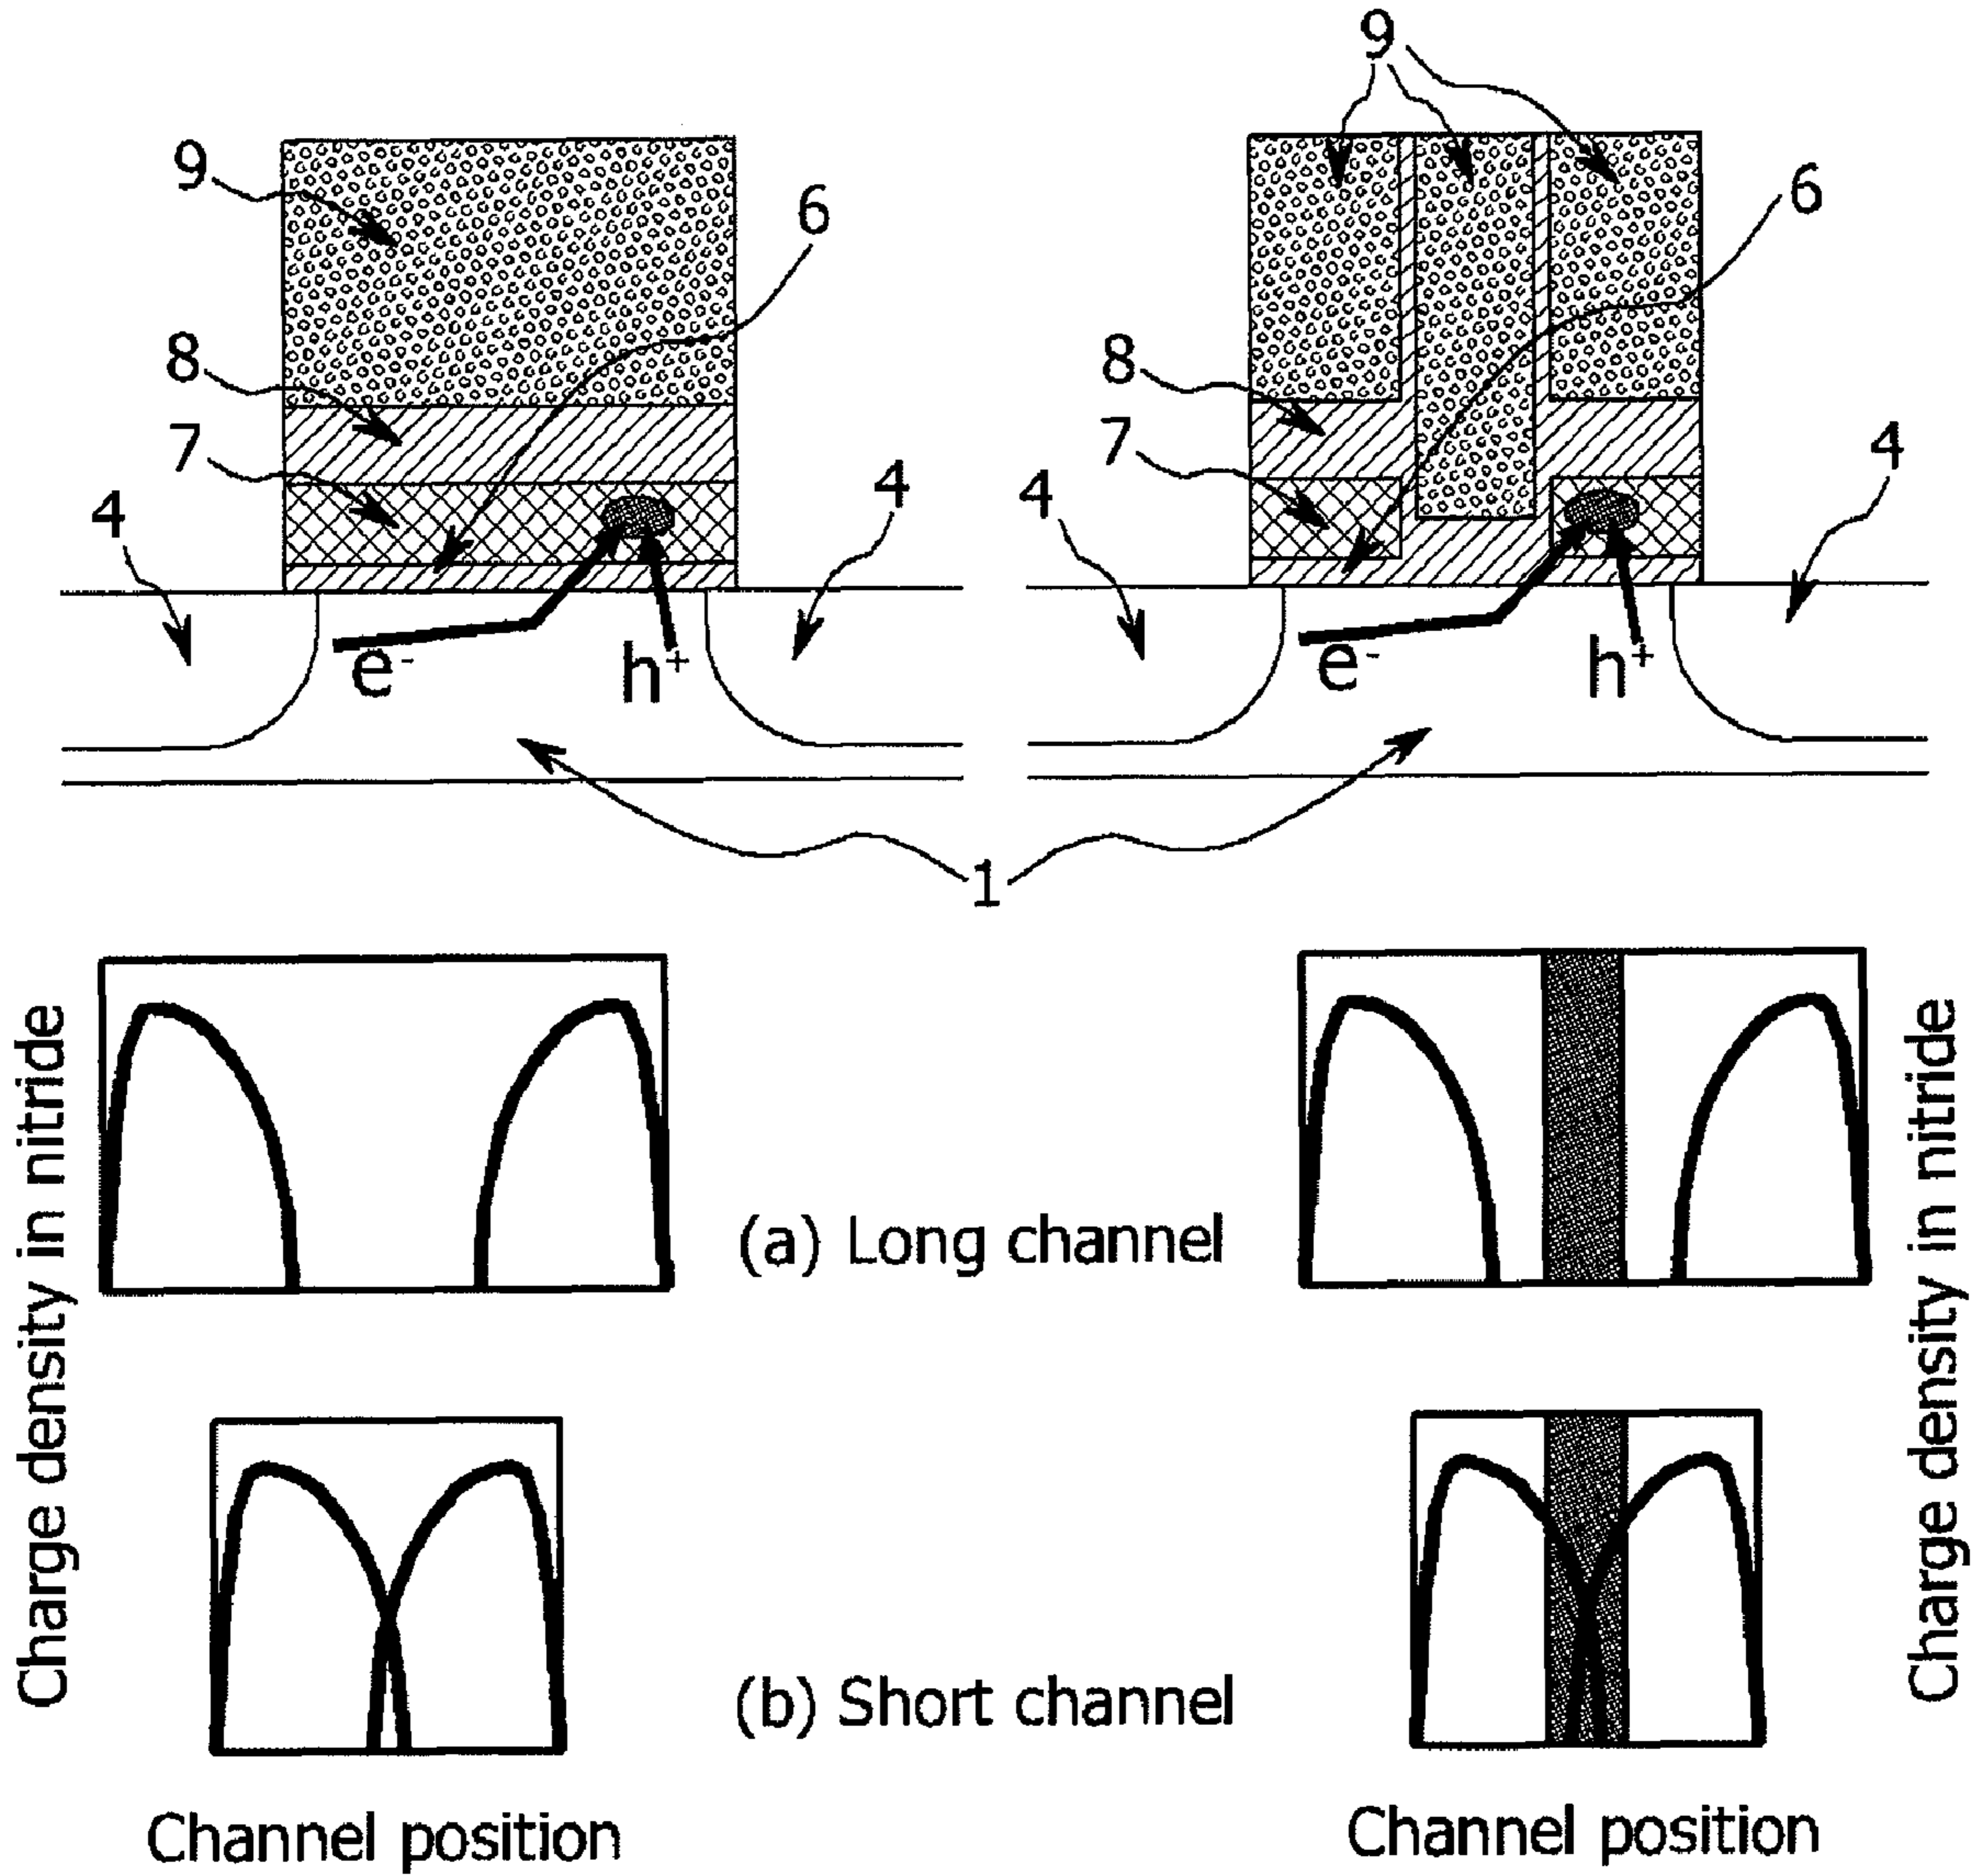 9
9
6
6
8
8
7
7
4
4
4
4
e⁻
h⁺
e⁻
h⁺
1
Charge density in nitride
Charge density in nitride
(a) Long channel
(b) Short channel
Channel position
Channel position